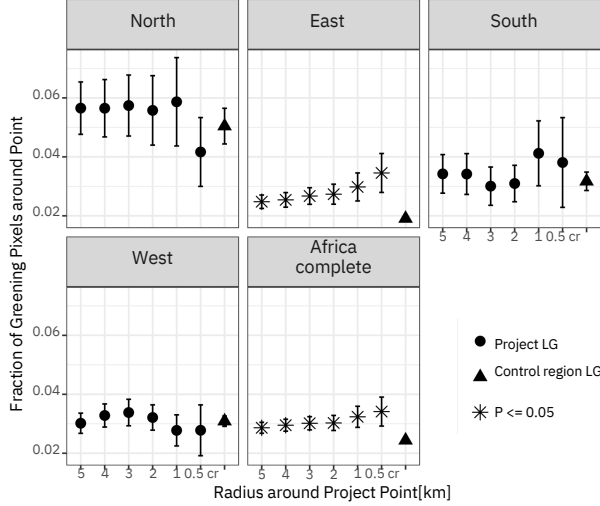 North
East
South
Fraction of Greening Pixels around Point
0.06
0.04
0.02
5 4 3 2 1 0.5 cr
West
Africa
complete
0.06
0.04
0.02
5 4 3 2 1 0.5 cr
5 4 3 2 1 0.5 cr
Project LG
Control region LG
P <= 0.05
Radius around Project Point[km]